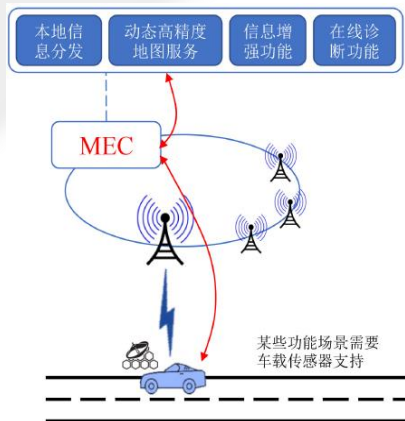 本地信
息分发
动态高精度
地图服务
信息增
强功能
在线诊
断功能
MEC
某些功能场景需要
车载传感器支持